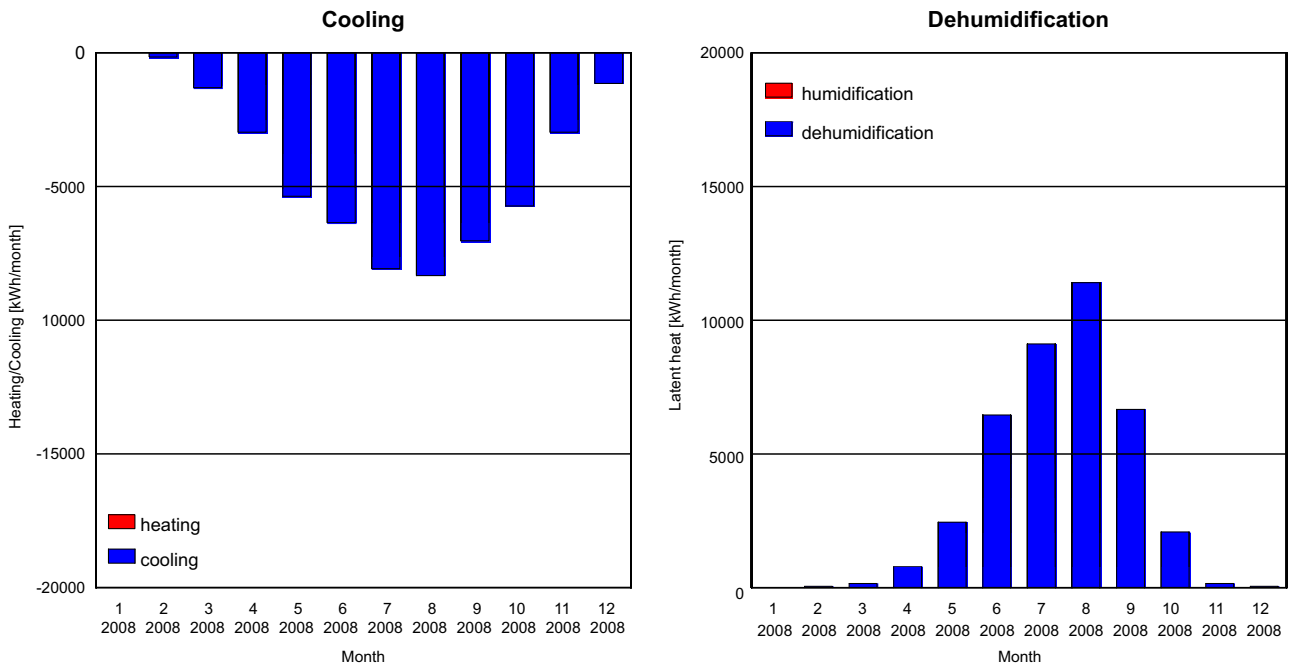 Cooling
0
-5000
10000
-15000
-20000
Heating/Cooling [kWh/month]
heating
cooling
1 2 3 4 5 6 7 8 9 10 11 12
2008 2008 2008 2008 2008 2008 2008 2008 2008 2008 2008 2008
Month
Dehumidification
20000
15000
10000
5000
0
Latent heat [kWh/month]
humidification
dehumidification
1 2 3 4 5 6 7 8 9 10 11 12
2008 2008 2008 2008 2008 2008 2008 2008 2008 2008 2008 2008
Month